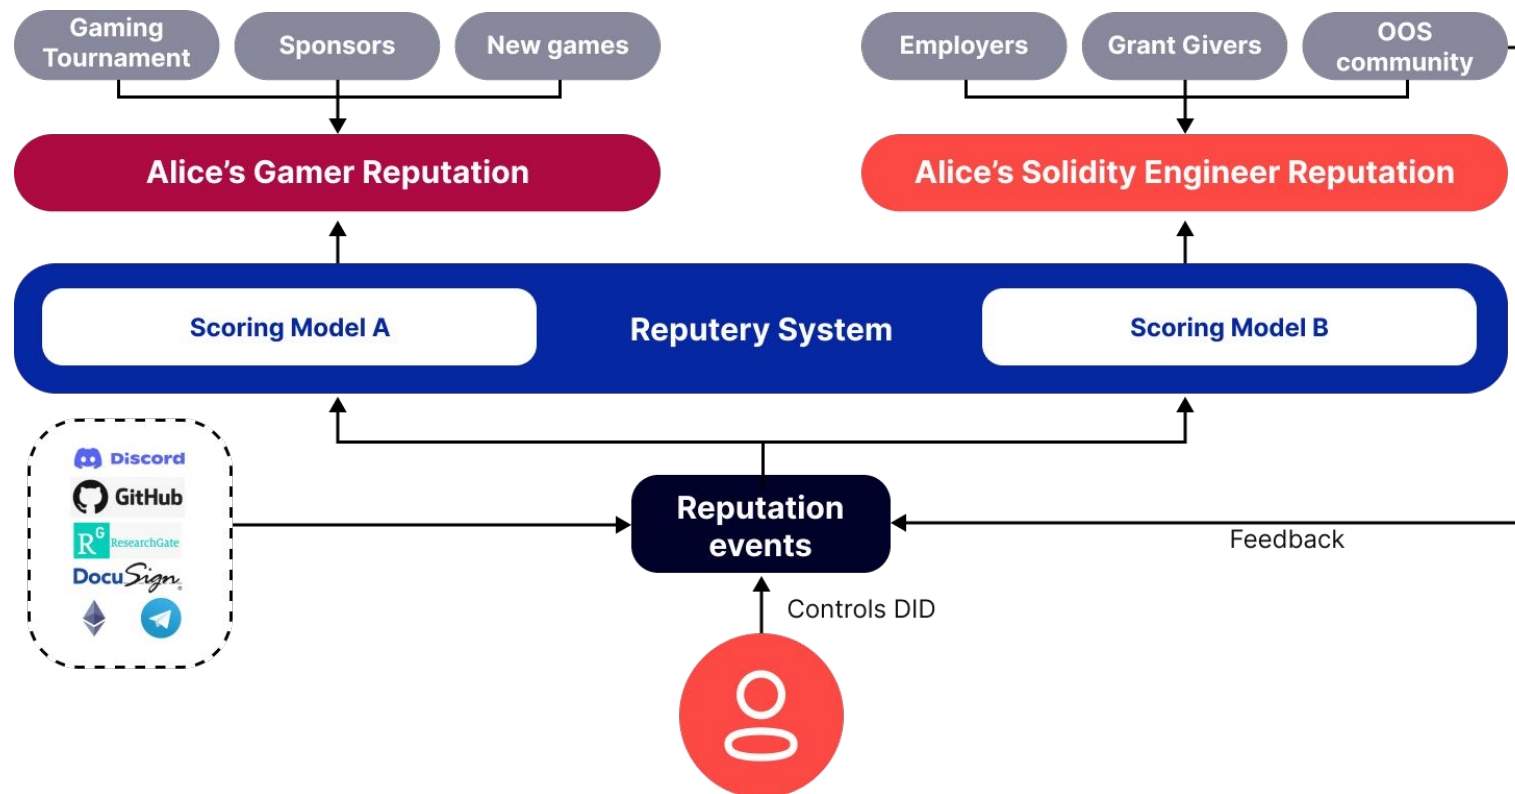 Gaming
Tournament
Sponsors
New games
Employers
Grant Givers
OOS
community
Alice’s Gamer Reputation
Alice’s Solidity Engineer Reputation
Scoring Model A
Reputery System
Scoring Model B
Discord
GitHub
RG ResearchGate
DocuSign
Reputation
events
Feedback
Controls DID